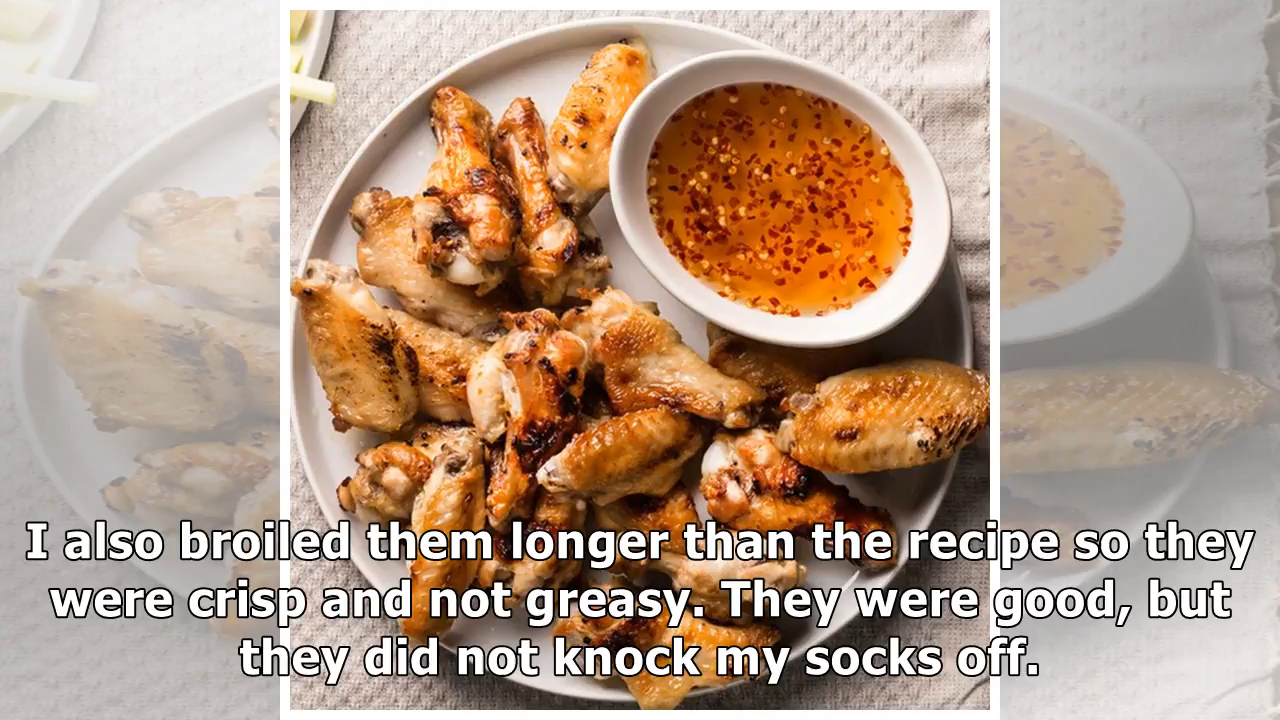 I also broiled them longer than the recipe so they
were crisp and not greasy. They were good, but
they did not knock my socks off.